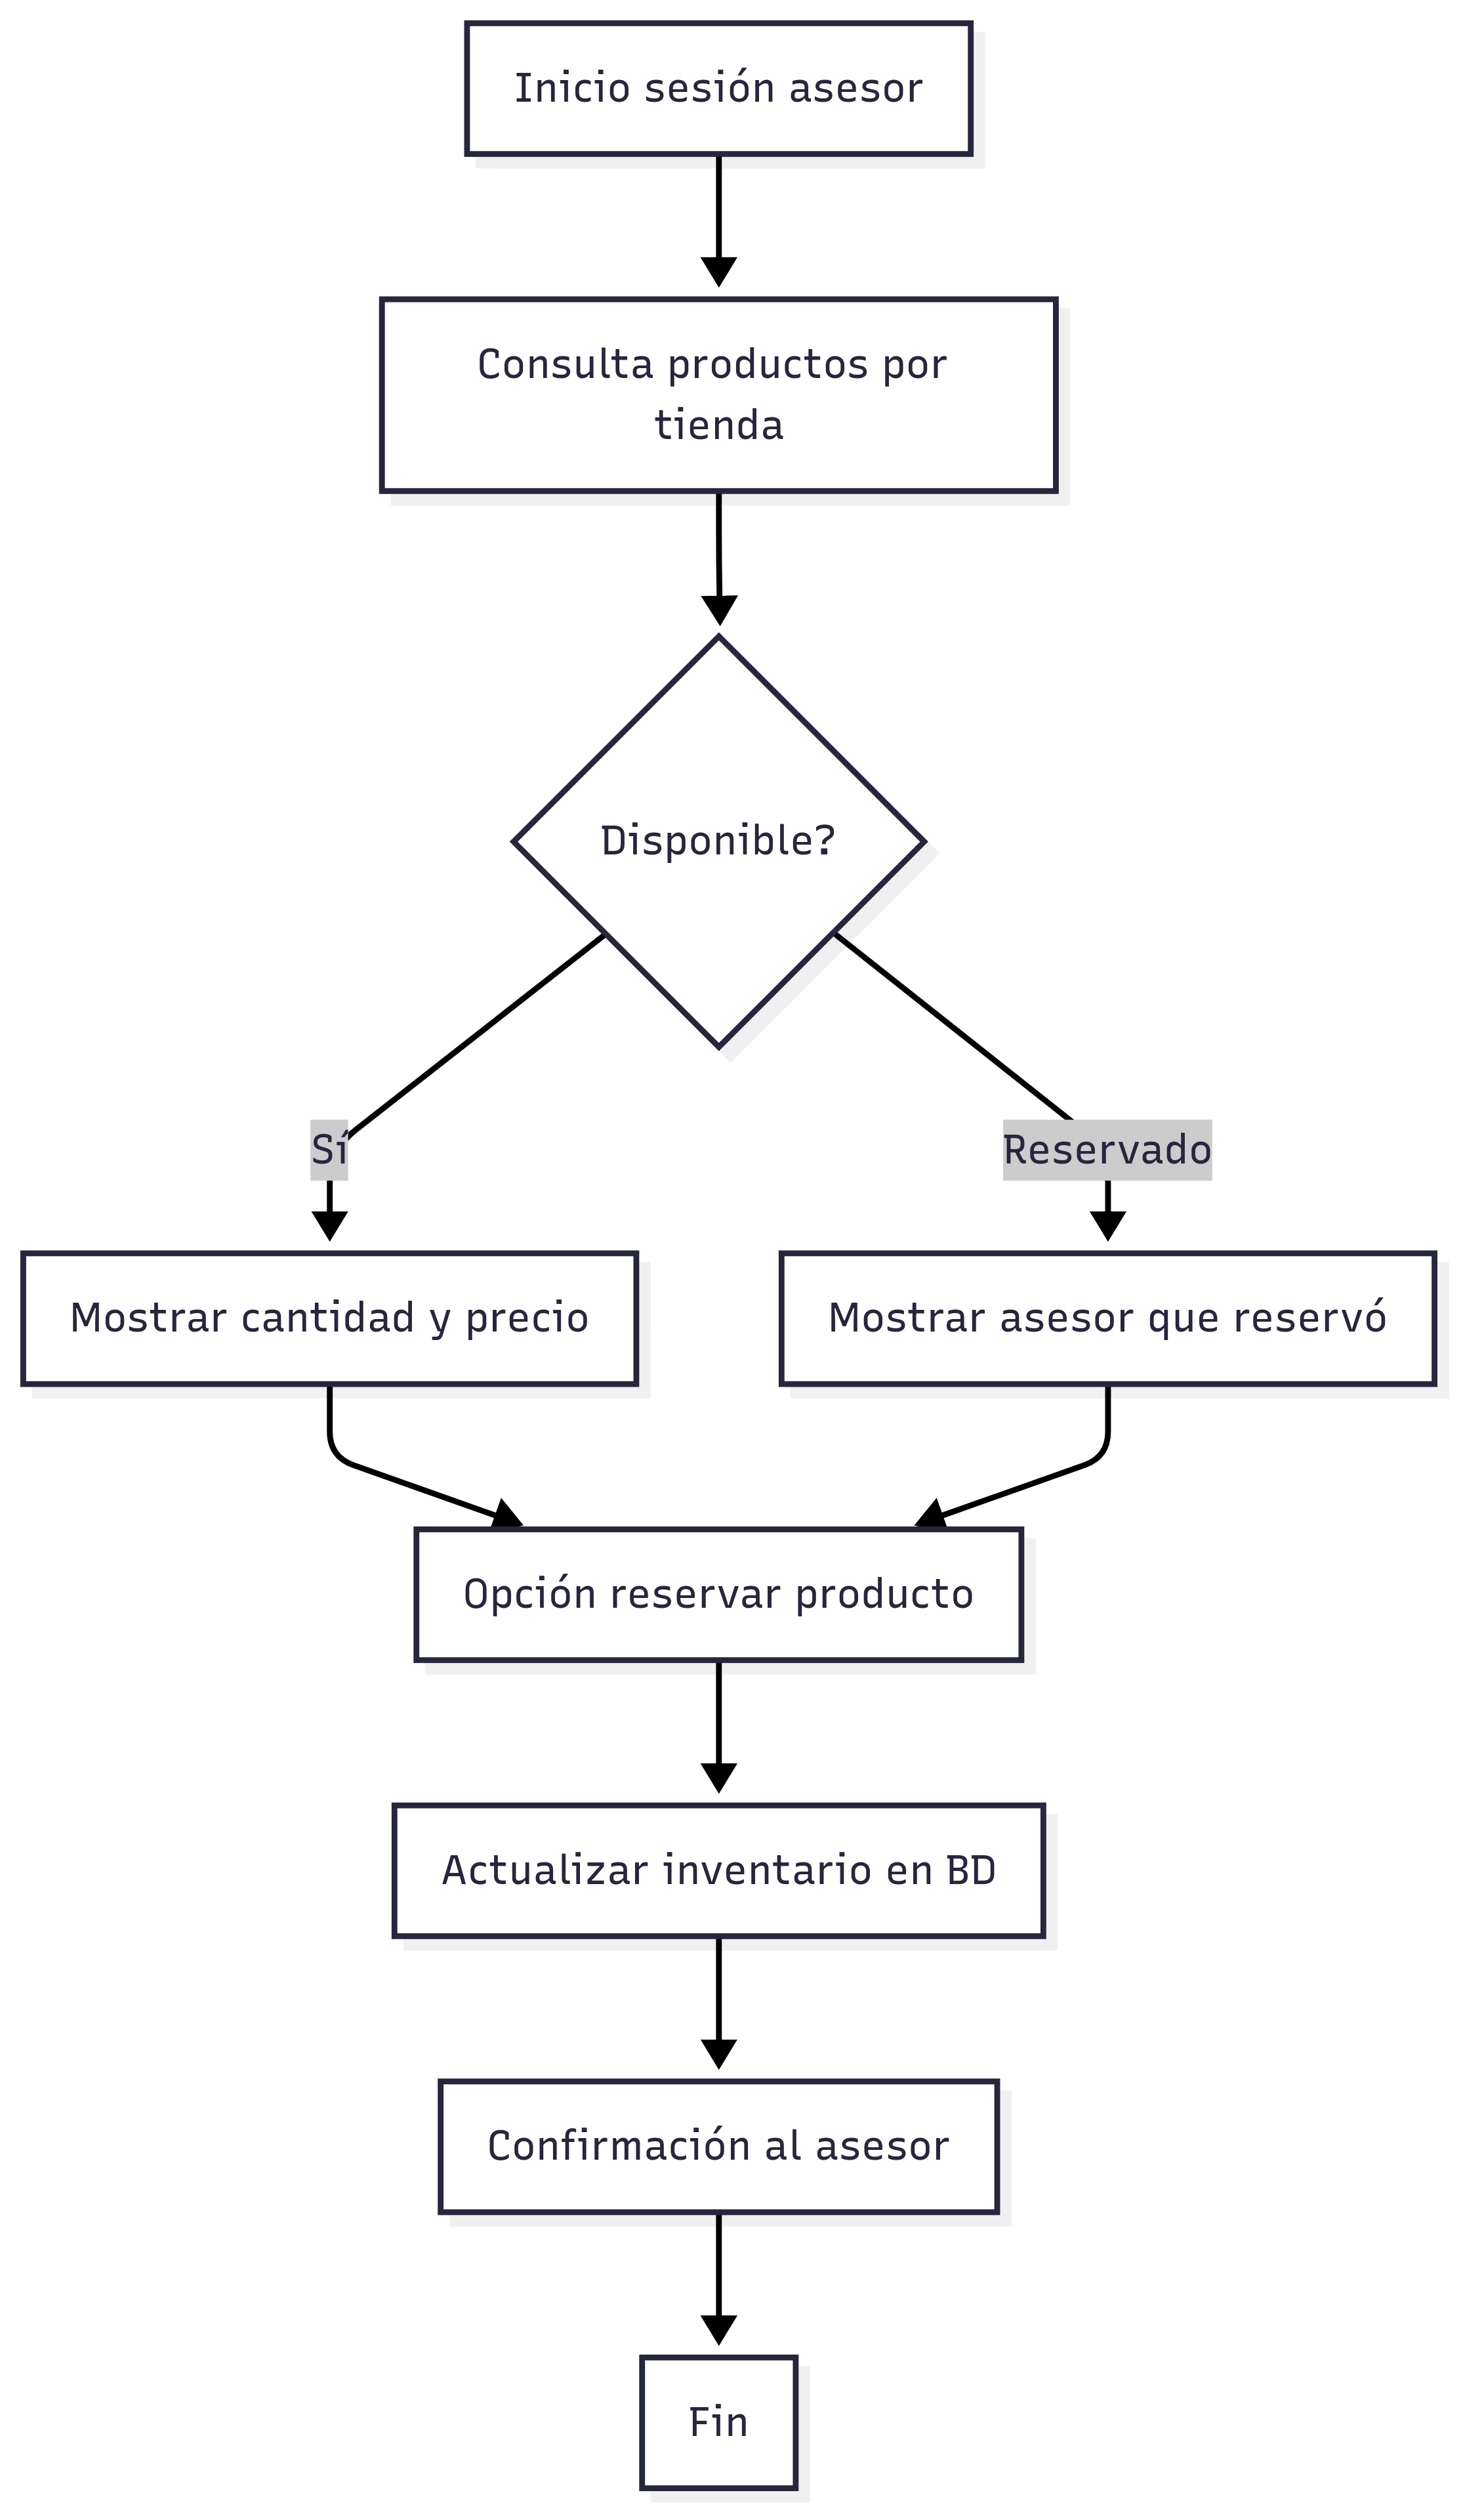 Inicio sesión asesor
Consulta productos por
tienda
Disponible?
Sí
Reservado
Mostrar cantidad y precio
Mostrar asesor que reservó
Opción reservar producto
Actualizar inventario en BD
Confirmación al asesor
Fin